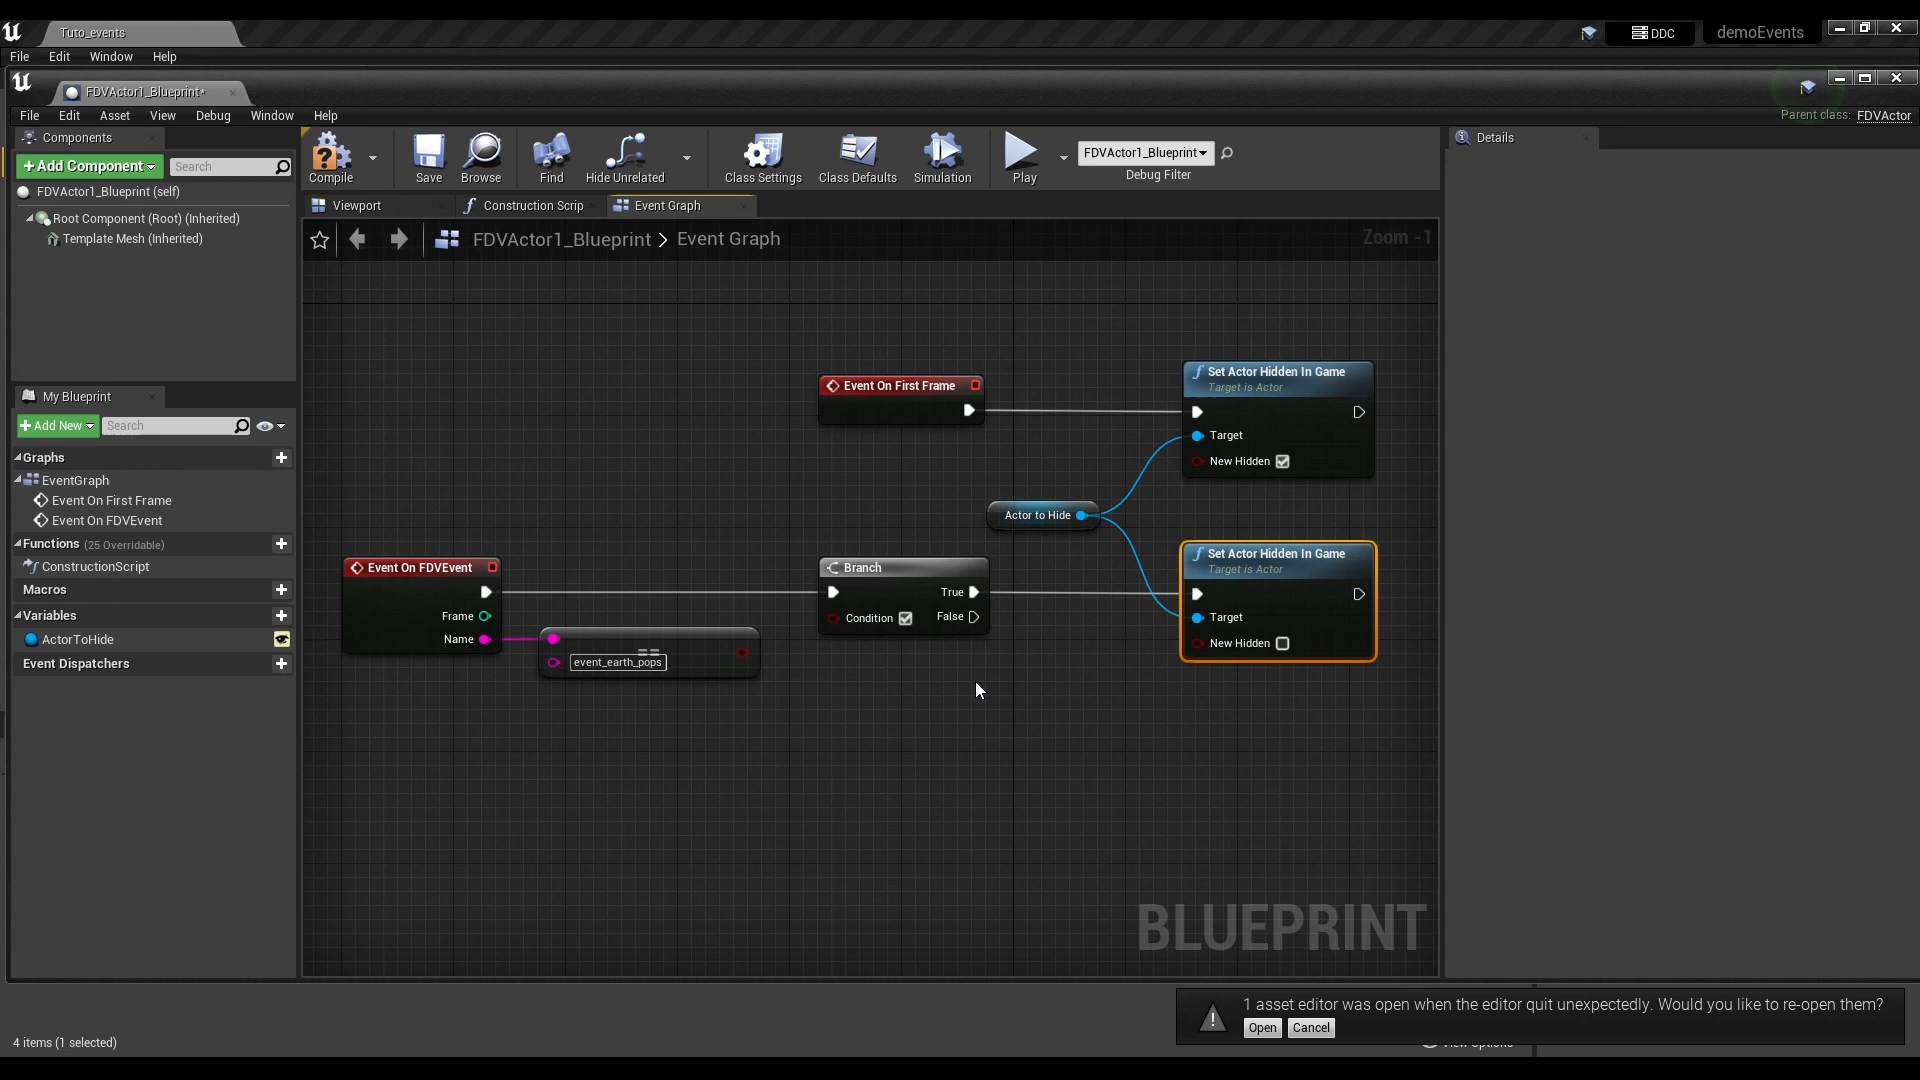 Tuto_events
DDC
demoEvents
File Edit Window Help
FDVActor1_Blueprint*
File Edit Asset View Debug Window Help
Parent class: FDVActor
Components
+Add Component
Search
FDVActor1_Blueprint (self)
Root Component (Root) (Inherited)
Template Mesh (Inherited)
Compile
Save
Browse
Find
Hide Unrelated
Class Settings
Class Defaults
Simulation
Play
FDVActor1_Blueprint
Debug Filter
Details
Viewport
Construction Scrip
Event Graph
FDVActor1_Blueprint > Event Graph
Zoom -1
My Blueprint
+Add New
Search
Graphs
EventGraph
Event On First Frame
Event On FDVEvent
Functions (25 Overridable)
ConstructionScript
Macros
Variables
ActorToHide
Event Dispatchers
Event On First Frame
Set Actor Hidden In Game
Target is Actor
Target
New Hidden
Actor to Hide
Event On FDVEvent
Frame
Name
==
event_earth_pops
Branch
True
Condition
False
Set Actor Hidden In Game
Target is Actor
Target
New Hidden
BLUEPRINT
1 asset editor was open when the editor quit unexpectedly. Would you like to re-open them?
Open
Cancel
4 items (1 selected)